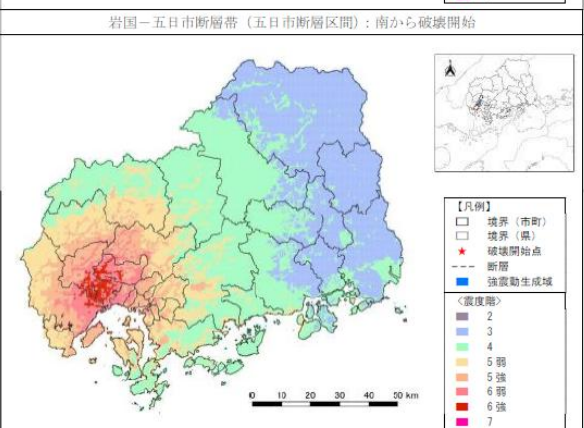 岩国－五日市断層帯（五日市断層区間）：南から破壊開始
【凡例】
境界（市町）
境界（県）
破壊開始点
断層
強震動生成域
<震度階>
2
3
4
5弱
5強
6弱
6強
7
0 10 20 30 40 50 km